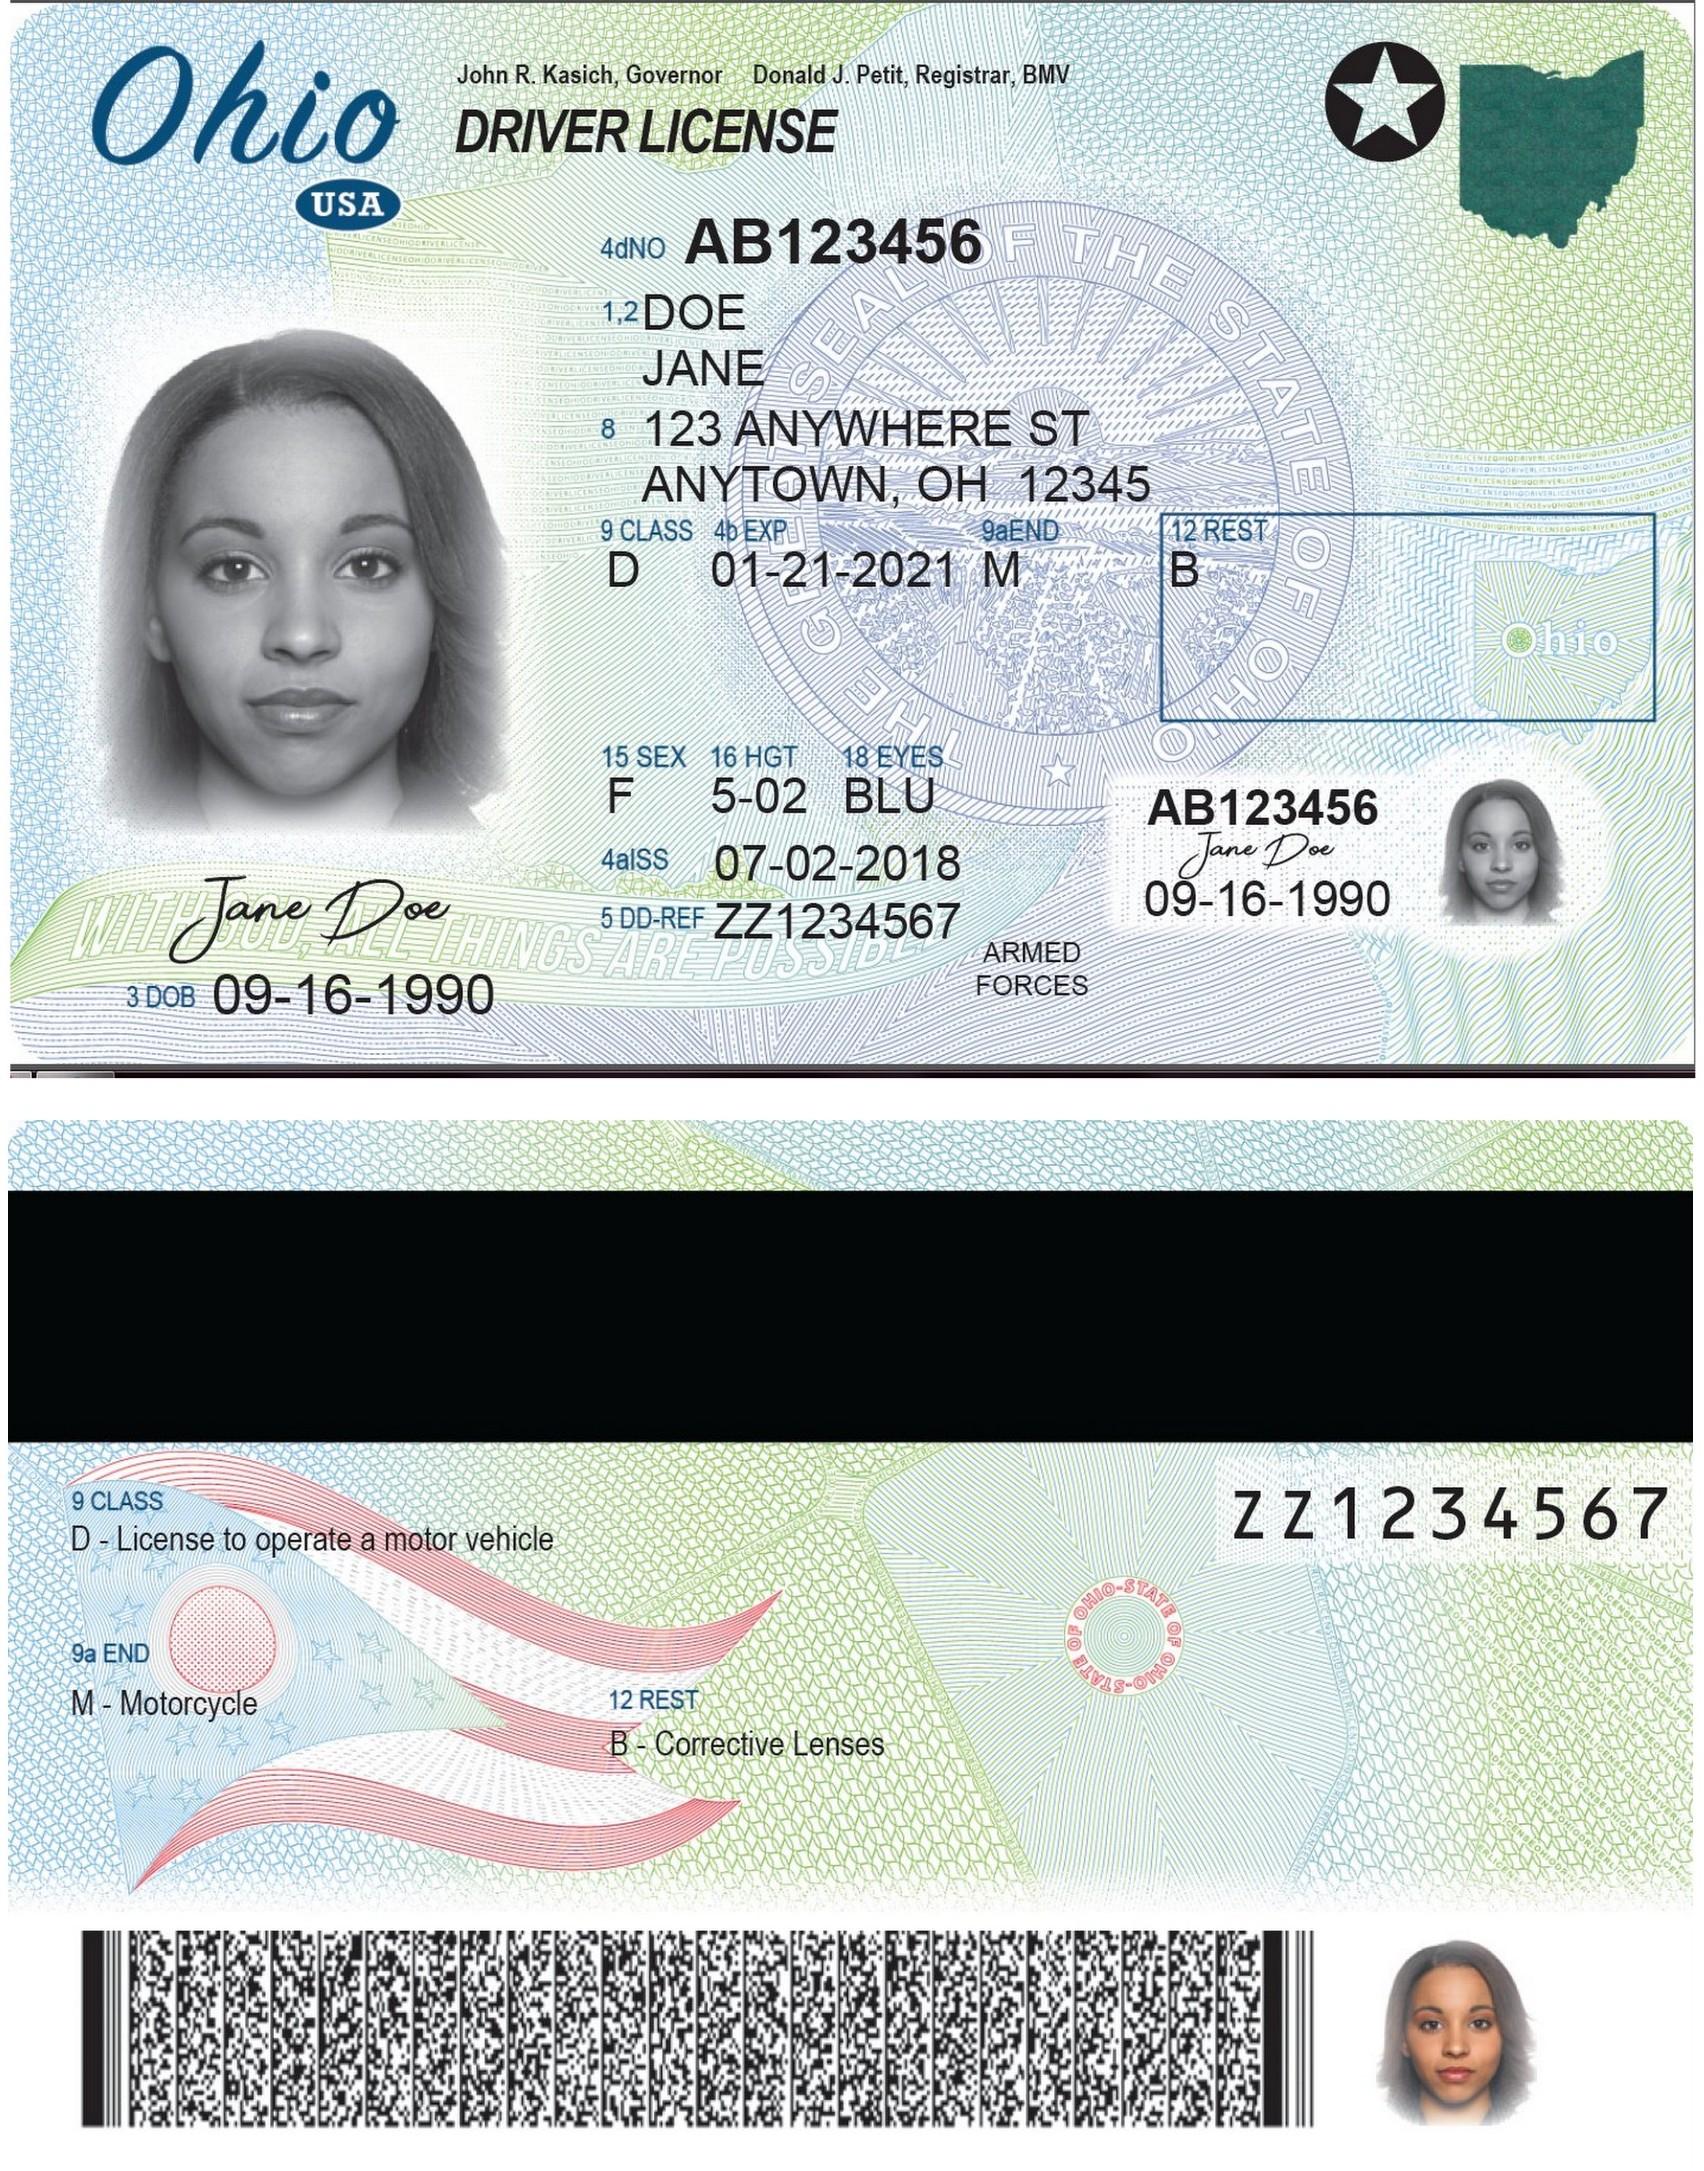 Ohio
USA
John R. Kasich, Governor Donald J. Petit, Registrar, BMV
DRIVER LICENSE
4dNO AB123456
1,2 DOE
JANE
8 123 ANYWHERE ST
ANYTOWN, OH 12345
9 CLASS 4b EXP 9aEND 12 REST
D 01-21-2021 M B
Ohio
THE GREAT SEAL OF THE STATE OF OHIO
15 SEX 16 HGT 18 EYES
F 5-02 BLU
4aISS 07-02-2018
5 DD-REF ZZ1234567
AB123456
Jane Doe
09-16-1990
ARMED
FORCES
Jane Doe
WITH GOD, ALL THINGS ARE POSSIBLE
3 DOB 09-16-1990
9 CLASS
D - License to operate a motor vehicle
ZZ1234567
STATE OF OHIO-STATE OF OHIO-STATE OF OHIO-
9a END
M - Motorcycle
12 REST
B - Corrective Lenses